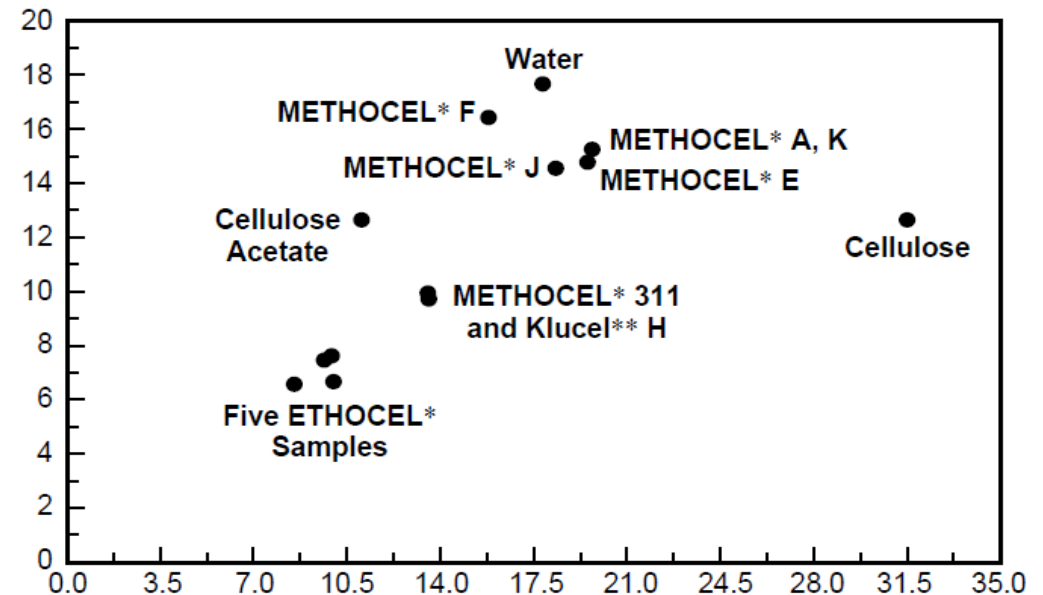 20
18
16
14
12
10
8
6
4
2
0
Water
METHOCEL* F
METHOCEL* A, K
METHOCEL* J
METHOCEL* E
Cellulose
Acetate
Cellulose
METHOCEL* 311
and Klucel** H
Five ETHOCEL*
Samples
0.0 3.5 7.0 10.5 14.0 17.5 21.0 24.5 28.0 31.5 35.0